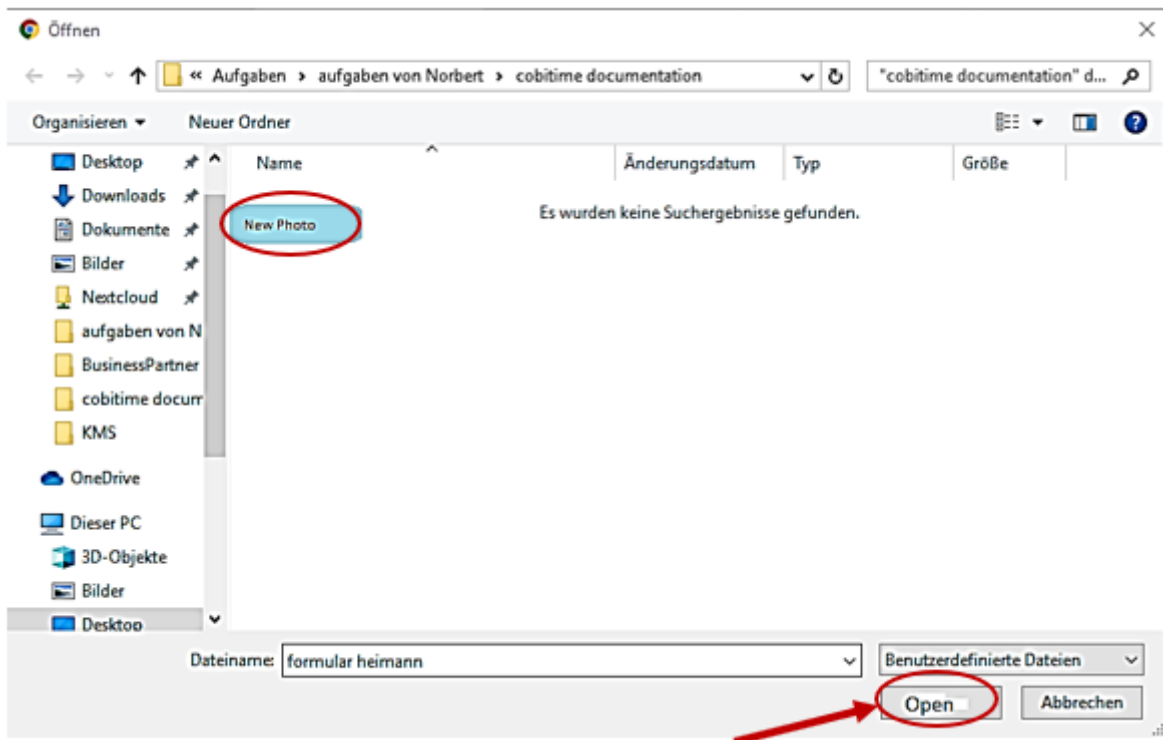 Öffnen
« Aufgaben › aufgaben von Norbert › cobitime documentation
"cobitime documentation" d...
Organisieren
Neuer Ordner
Name
Änderungsdatum
Typ
Größe
Es wurden keine Suchergebnisse gefunden.
New Photo
Desktop
Downloads
Dokumente
Bilder
Nextcloud
aufgaben von N
BusinessPartner
cobitime docum
KMS
OneDrive
Dieser PC
3D-Objekte
Bilder
Desktop
Dateiname: formular heimann
Benutzerdefinierte Dateien
Open
Abbrechen